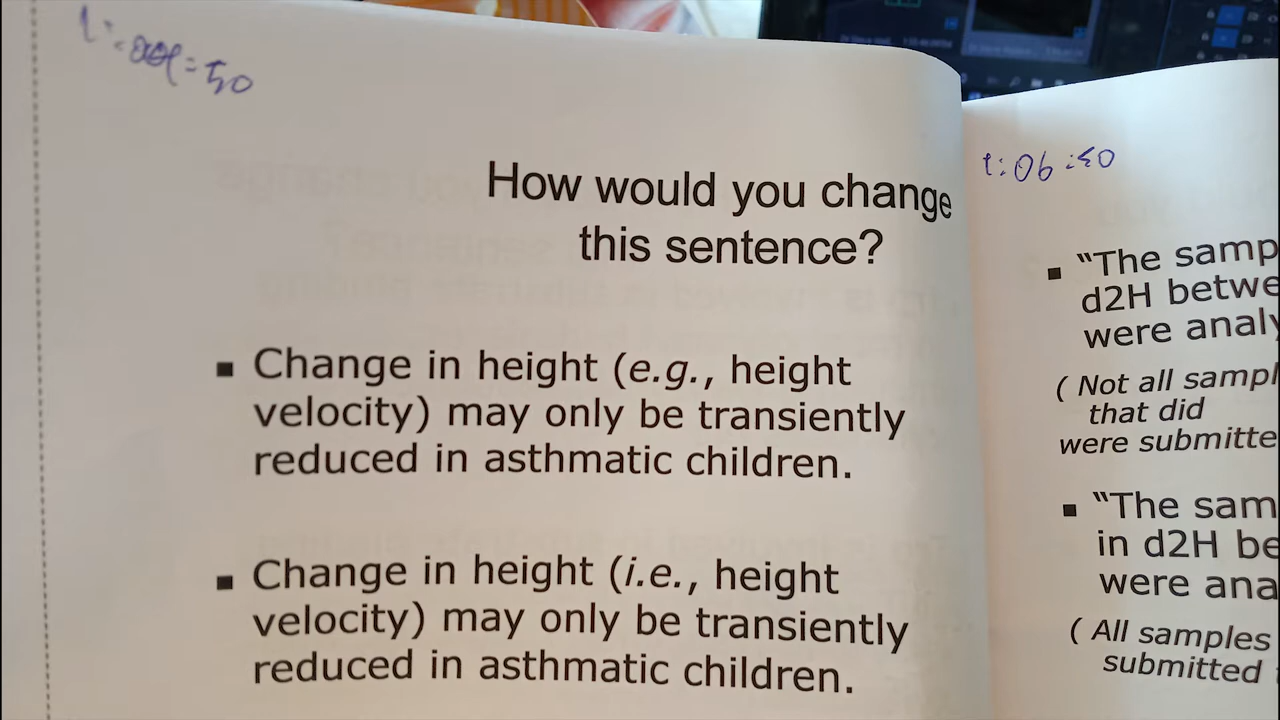 How would you change
this sentence?
▪ Change in height (e.g., height
velocity) may only be transiently
reduced in asthmatic children.
▪ Change in height (i.e., height
velocity) may only be transiently
reduced in asthmatic children.
1:06:50
▪ “The samp
d2H betwe
were analy
( Not all sampl
that did
were submitte
▪ “The sam
in d2H be
were ana
( All samples
submitted